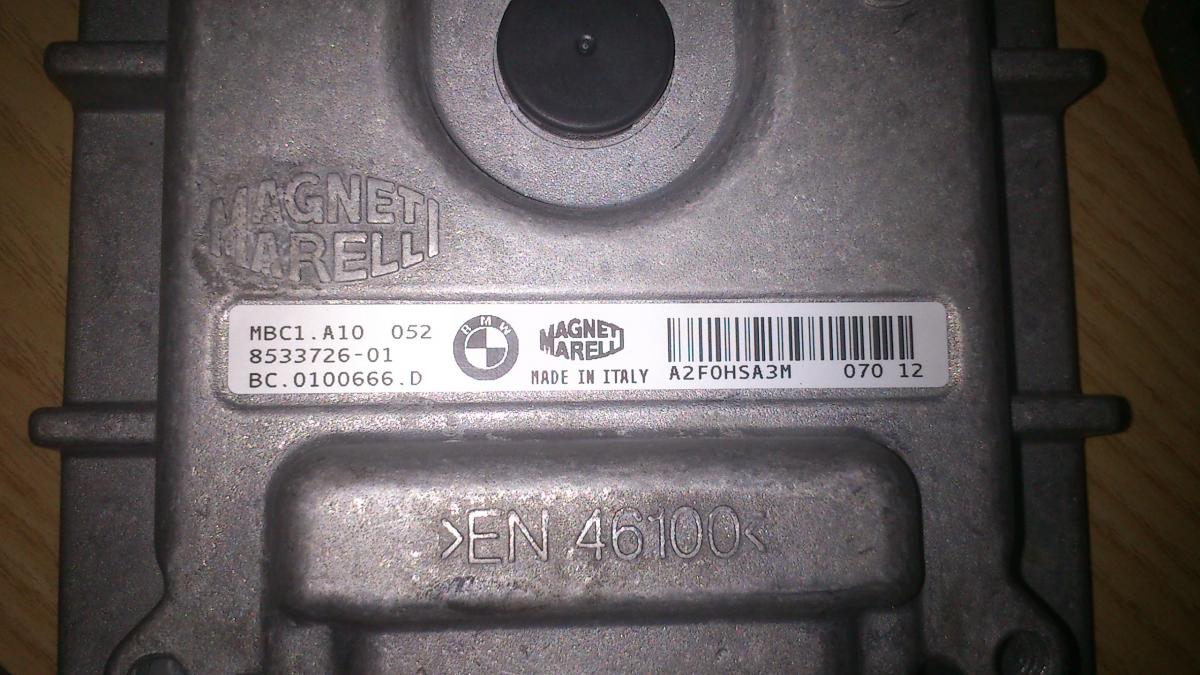 MAGNETI
MARELLI
MBC1.A10 052
8533726-01
BC.0100666.D
BMW
MAGNETI
MARELLI
MADE IN ITALY
A2F0HSA3M 070 12
>EN 46100<